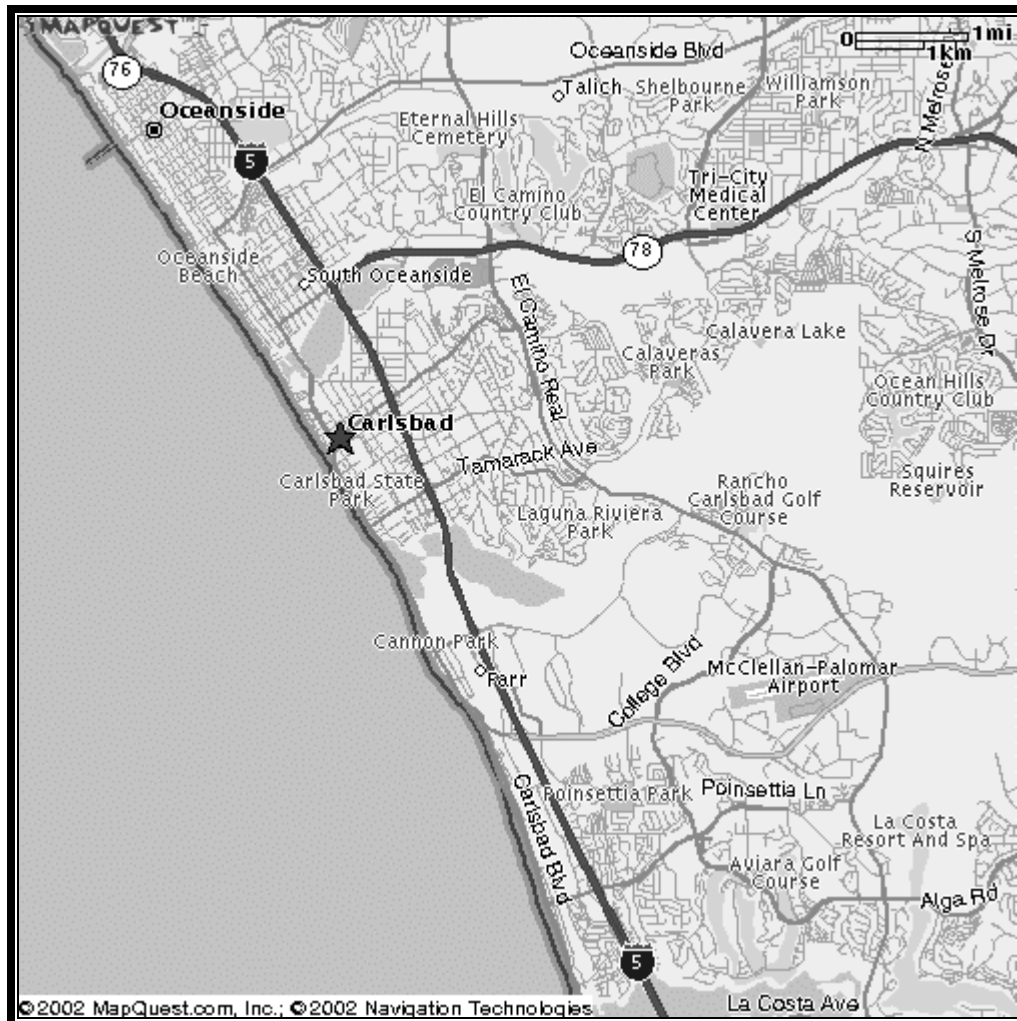 MAPQUEST
0 1mi
1km
Oceanside Blvd
76
Talich
Shelbourne
Park
Williamson
Park
N Melrose
Oceanside
Eternal Hills
Cemetery
5
Tri-City
Medical
Center
El Camino
Country Club
78
Oceanside
Beach
South Oceanside
S Melrose Dr
El Camino Real
Calavera Lake
Calaveras
Park
Ocean Hills
Country Club
Carlsbad
Tamarack Ave
Carlsbad State
Park
Rancho
Carlsbad Golf
Course
Squires
Reservoir
Laguna Riviera
Park
Cannon Park
Farr
College Blvd
McClellan-Palomar
Airport
Carlsbad Blvd
Poinsettia Park
Poinsettia Ln
La Costa
Resort And Spa
Aviara Golf
Course
Alga Rd
5
La Costa Ave
©2002 MapQuest.com, Inc.; ©2002 Navigation Technologies